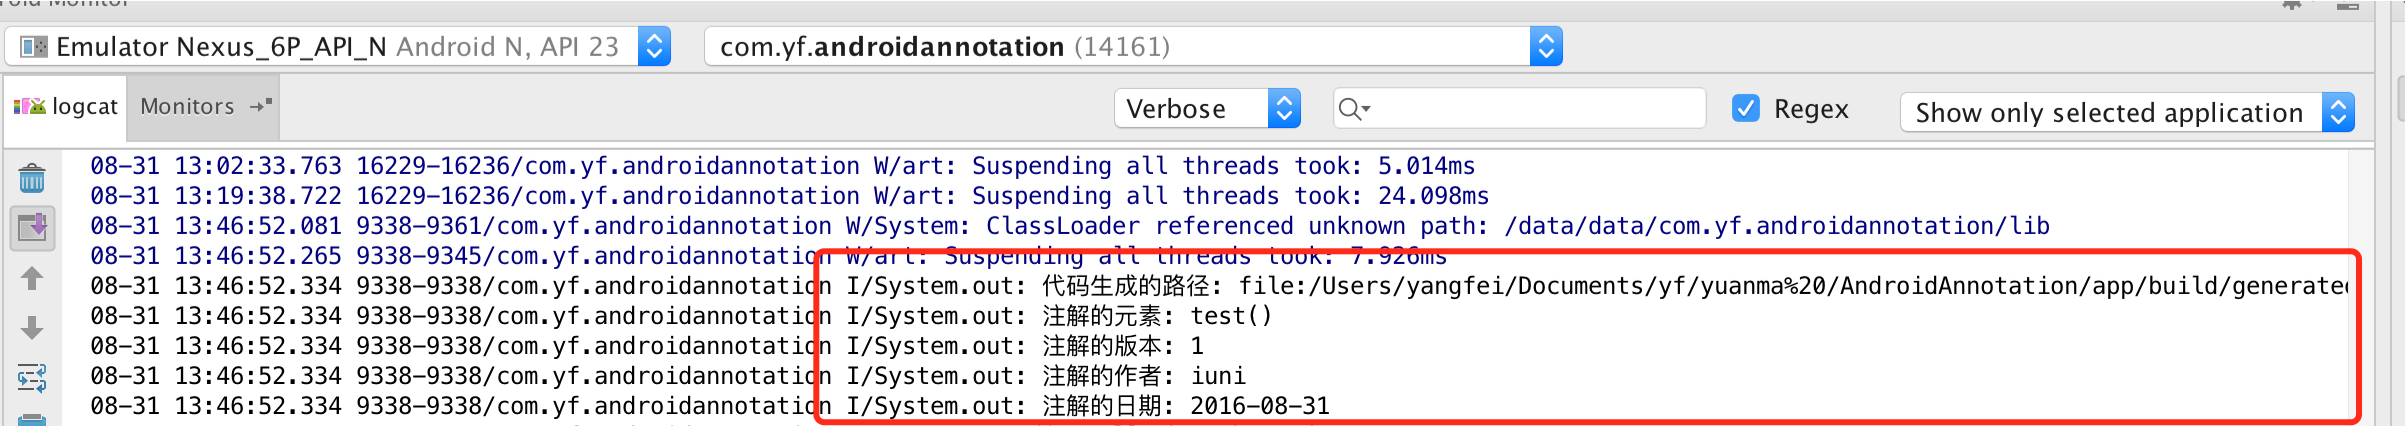 Emulator Nexus_6P_API_N Android N, API 23 com.yf.androidannotation (14161)
logcat Monitors Verbose Regex Show only selected application
08-31 13:02:33.763 16229-16236/com.yf.androidannotation W/art: Suspending all threads took: 5.014ms
08-31 13:19:38.722 16229-16236/com.yf.androidannotation W/art: Suspending all threads took: 24.098ms
08-31 13:46:52.081 9338-9361/com.yf.androidannotation W/System: ClassLoader referenced unknown path: /data/data/com.yf.androidannotation/lib
08-31 13:46:52.265 9338-9345/com.yf.androidannotation W/art: Suspending all threads took: 7.926ms
08-31 13:46:52.334 9338-9338/com.yf.androidannotation I/System.out: 代码生成的路径: file:/Users/yangfei/Documents/yf/yuanma%20/AndroidAnnotation/app/build/generated
08-31 13:46:52.334 9338-9338/com.yf.androidannotation I/System.out: 注解的元素: test()
08-31 13:46:52.334 9338-9338/com.yf.androidannotation I/System.out: 注解的版本: 1
08-31 13:46:52.334 9338-9338/com.yf.androidannotation I/System.out: 注解的作者: iuni
08-31 13:46:52.334 9338-9338/com.yf.androidannotation I/System.out: 注解的日期: 2016-08-31